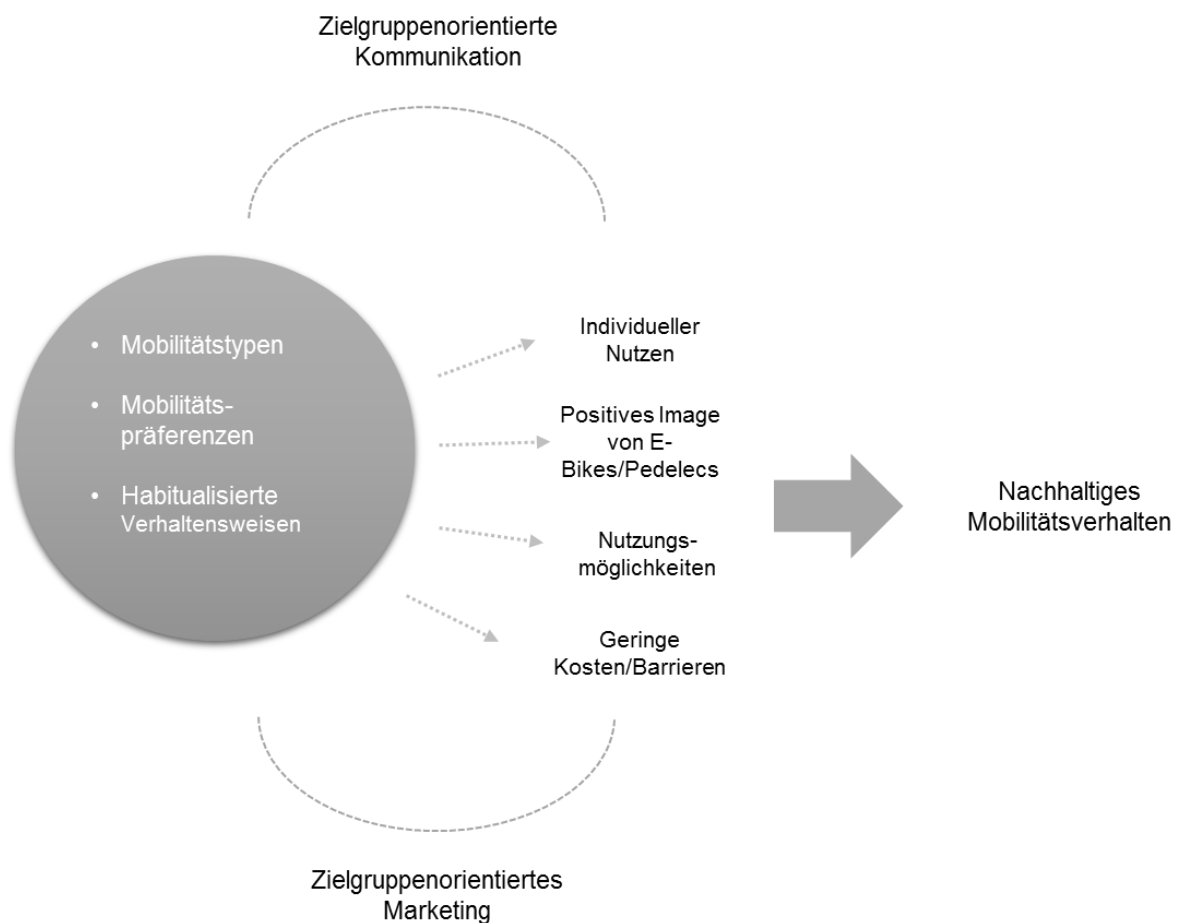 Zielgruppenorientierte
Kommunikation
• Mobilitätstypen
• Mobilitäts-
präferenzen
• Habitualisierte
Verhaltensweisen
Individueller
Nutzen
Positives Image
von E-
Bikes/Pedelecs
Nutzungs-
möglichkeiten
Geringe
Kosten/Barrieren
Nachhaltiges
Mobilitätsverhalten
Zielgruppenorientiertes
Marketing